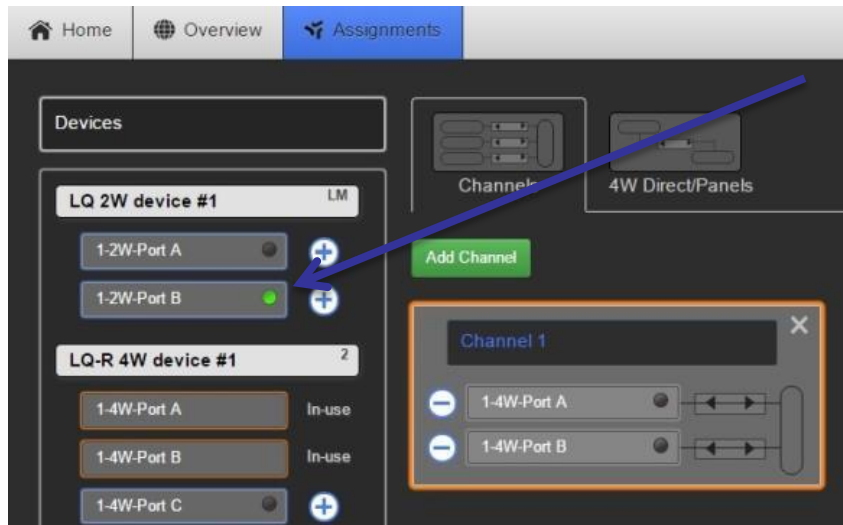 Home Overview Assignments
Devices
LQ 2W device #1 LM
1-2W-Port A
1-2W-Port B
LQ-R 4W device #1 2
1-4W-Port A In-use
1-4W-Port B In-use
1-4W-Port C
Channels 4W Direct/Panels
Add Channel
Channel 1
1-4W-Port A
1-4W-Port B